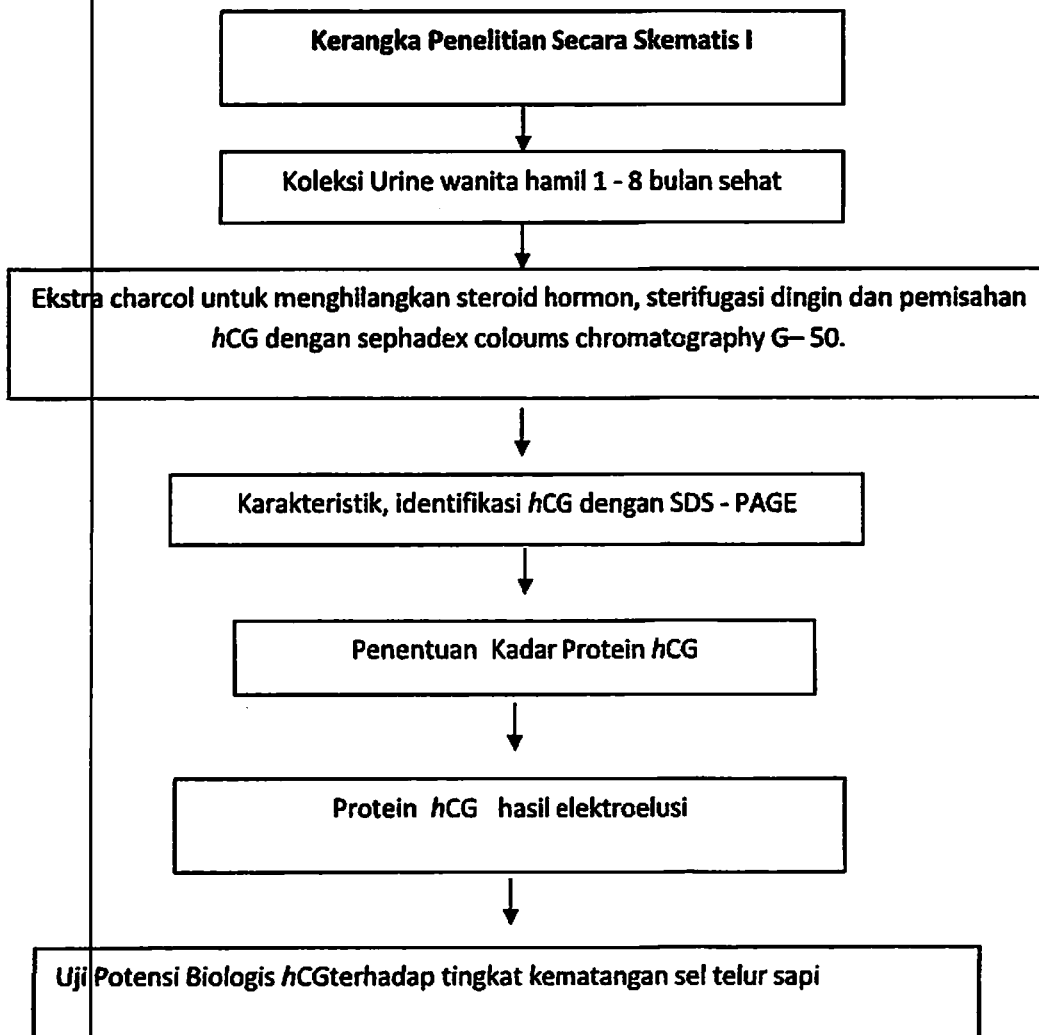 Kerangka Penelitian Secara Skematis I
Koleksi Urine wanita hamil 1 - 8 bulan sehat
Ekstra charcol untuk menghilangkan steroid hormon, sterifugasi dingin dan pemisahan
hCG dengan sephadex coloums chromatography G– 50.
Karakteristik, identifikasi hCG dengan SDS - PAGE
Penentuan Kadar Protein hCG
Protein hCG hasil elektroelusi
Uji Potensi Biologis hCGterhadap tingkat kematangan sel telur sapi